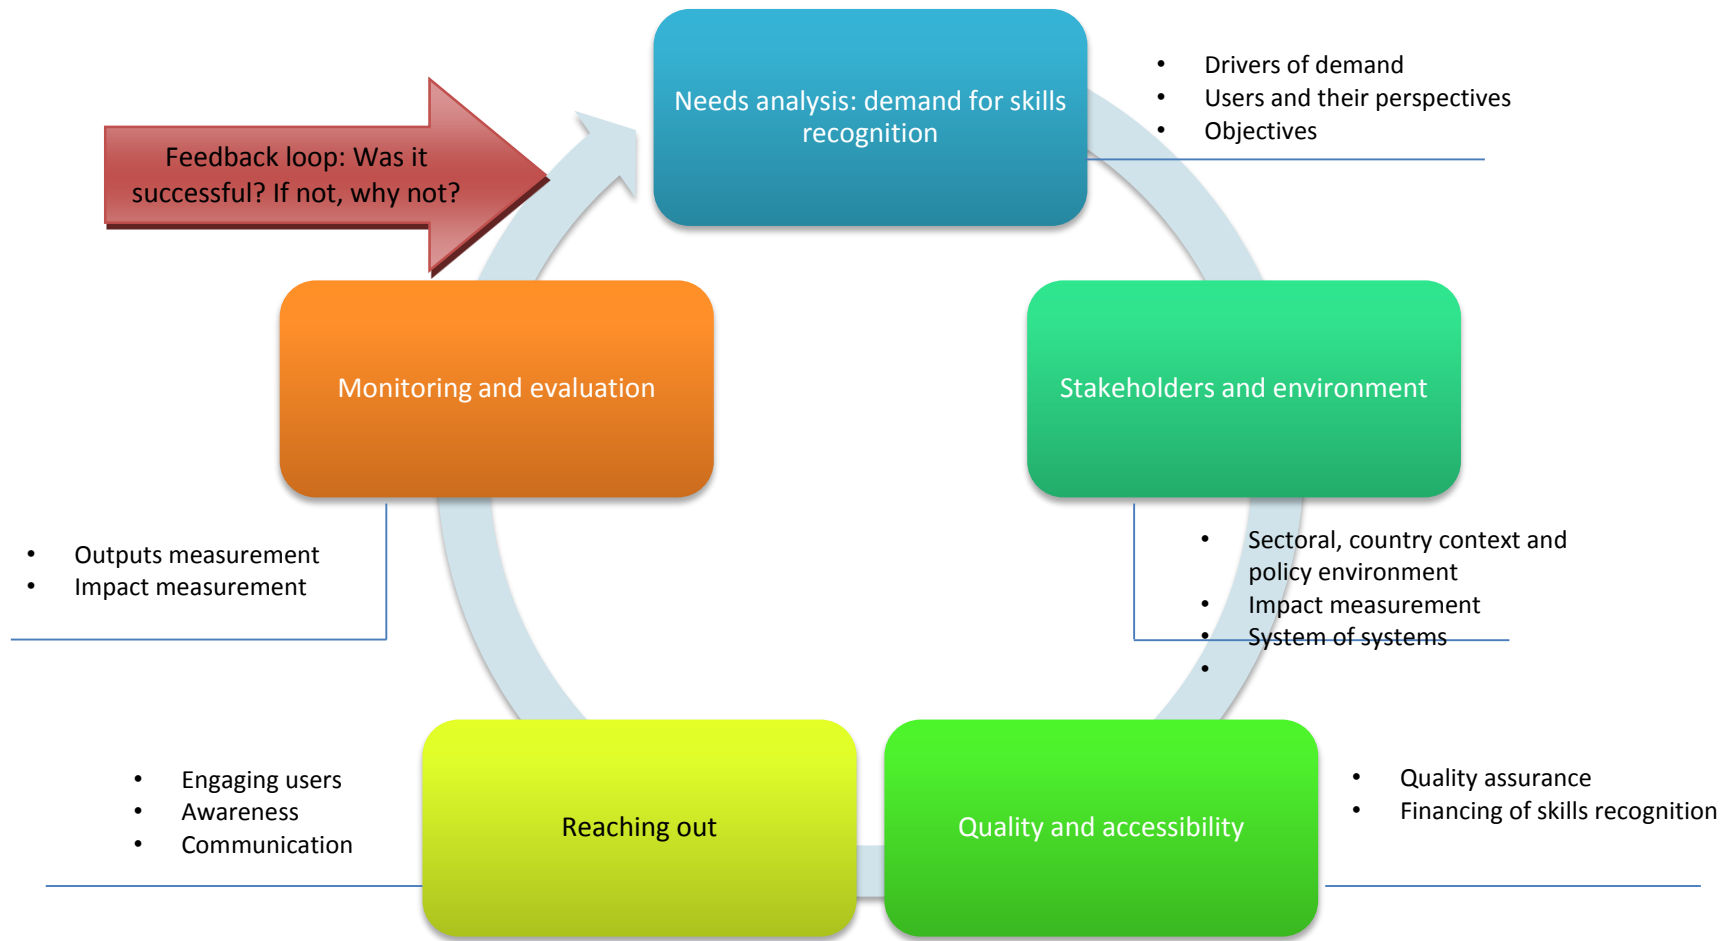 Needs analysis: demand for skills
recognition
• Drivers of demand
• Users and their perspectives
• Objectives
Feedback loop: Was it
successful? If not, why not?
Monitoring and evaluation
Stakeholders and environment
• Outputs measurement
• Impact measurement
• Sectoral, country context and
policy environment
• Impact measurement
• System of systems
•
Reaching out
Quality and accessibility
• Engaging users
• Awareness
• Communication
• Quality assurance
• Financing of skills recognition